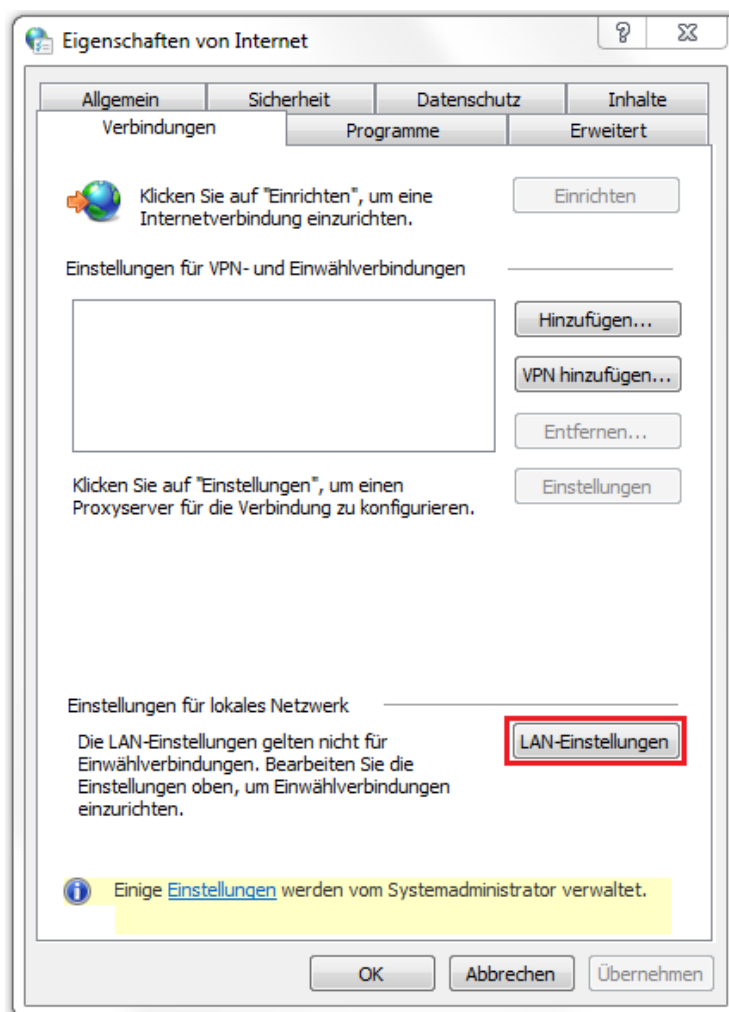 Eigenschaften von Internet
Allgemein Sicherheit Datenschutz Inhalte
Verbindungen Programme Erweitert
Klicken Sie auf "Einrichten", um eine
Internetverbindung einzurichten.
Einrichten
Einstellungen für VPN- und Einwählverbindungen
Hinzufügen...
VPN hinzufügen...
Entfernen...
Klicken Sie auf "Einstellungen", um einen
Proxyserver für die Verbindung zu konfigurieren.
Einstellungen
Einstellungen für lokales Netzwerk
Die LAN-Einstellungen gelten nicht für
Einwählverbindungen. Bearbeiten Sie die
Einstellungen oben, um Einwählverbindungen
einzurichten.
LAN-Einstellungen
Einige Einstellungen werden vom Systemadministrator verwaltet.
OK Abbrechen Übernehmen